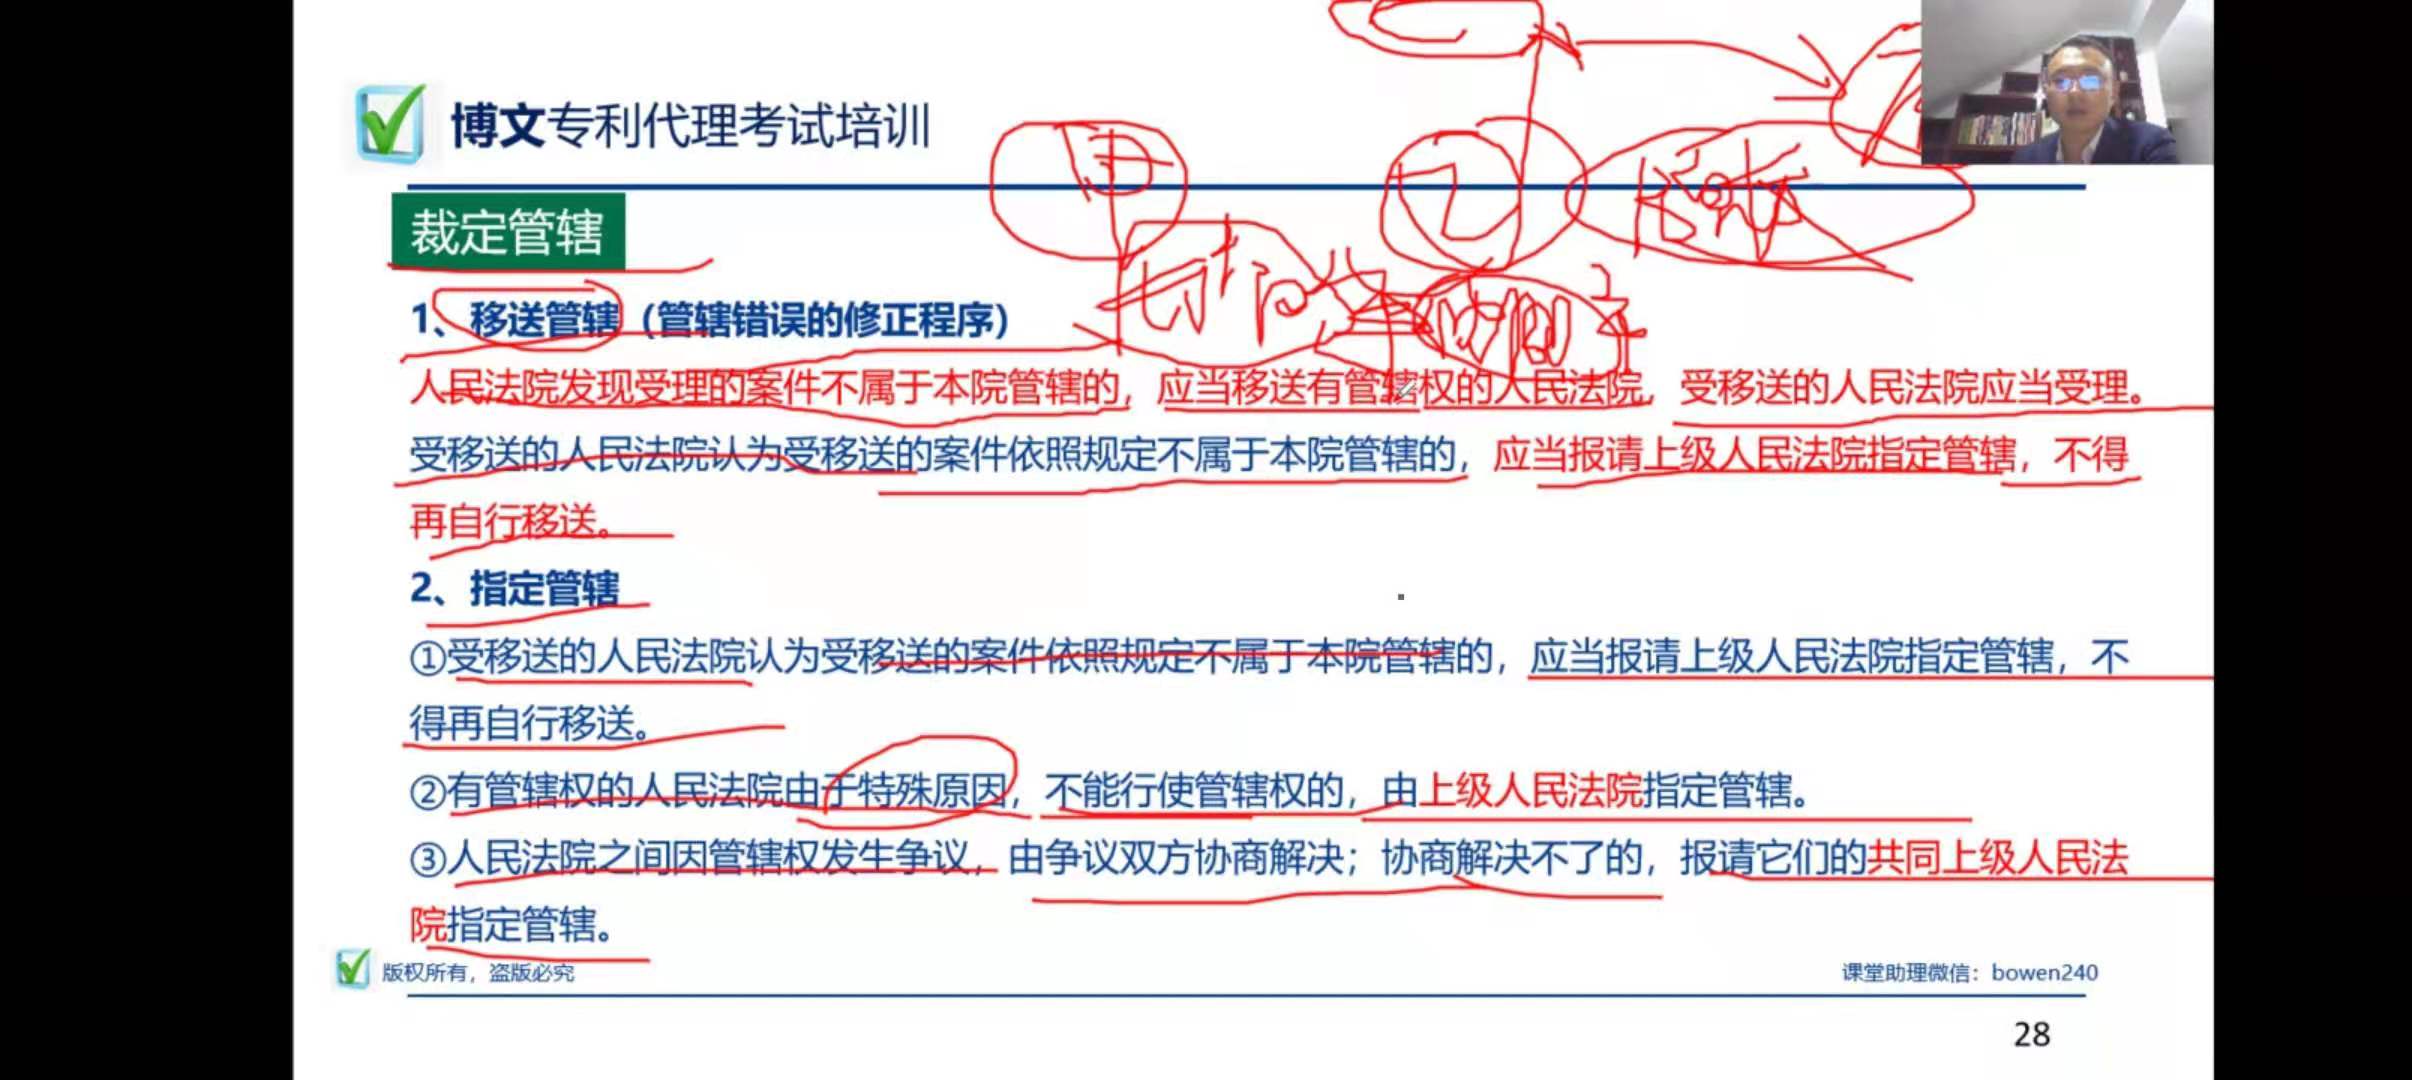 博文专利代理考试培训
甲
乙
裁定管辖
1、移送管辖（管辖错误的修正程序）
人民法院发现受理的案件不属于本院管辖的，应当移送有管辖权的人民法院，受移送的人民法院应当受理。
受移送的人民法院认为受移送的案件依照规定不属于本院管辖的，应当报请上级人民法院指定管辖，不得
再自行移送。
2、指定管辖
①受移送的人民法院认为受移送的案件依照规定不属于本院管辖的，应当报请上级人民法院指定管辖，不
得再自行移送。
②有管辖权的人民法院由于特殊原因，不能行使管辖权的，由上级人民法院指定管辖。
③人民法院之间因管辖权发生争议，由争议双方协商解决；协商解决不了的，报请它们的共同上级人民法
院指定管辖。
版权所有，盗版必究
课堂助理微信：bowen240
28